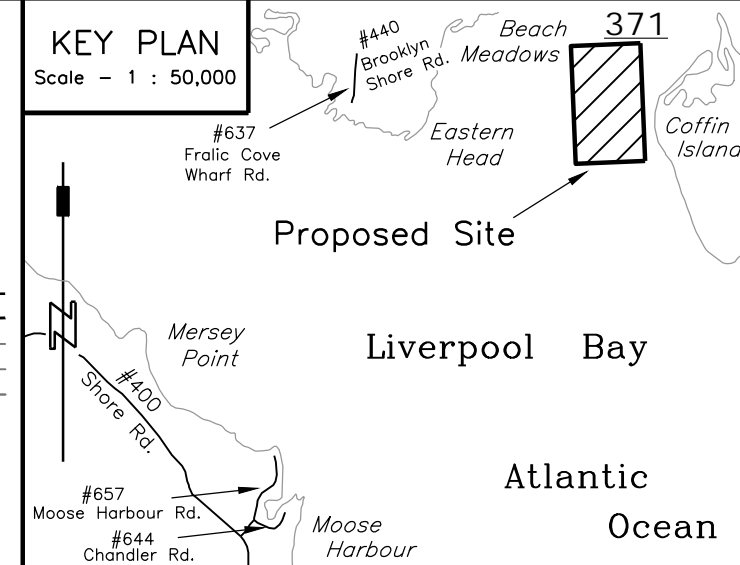 KEY PLAN
Scale – 1 : 50,000
#440
Brooklyn
Shore Rd.
Beach
Meadows
371
#637
Fralic Cove
Wharf Rd.
Eastern
Head
Coffin
Island
Proposed Site
Mersey
Point
Liverpool Bay
#400
Shore Rd.
Atlantic
Ocean
#657
Moose Harbour Rd.
#644
Chandler Rd.
Moose
Harbour
N